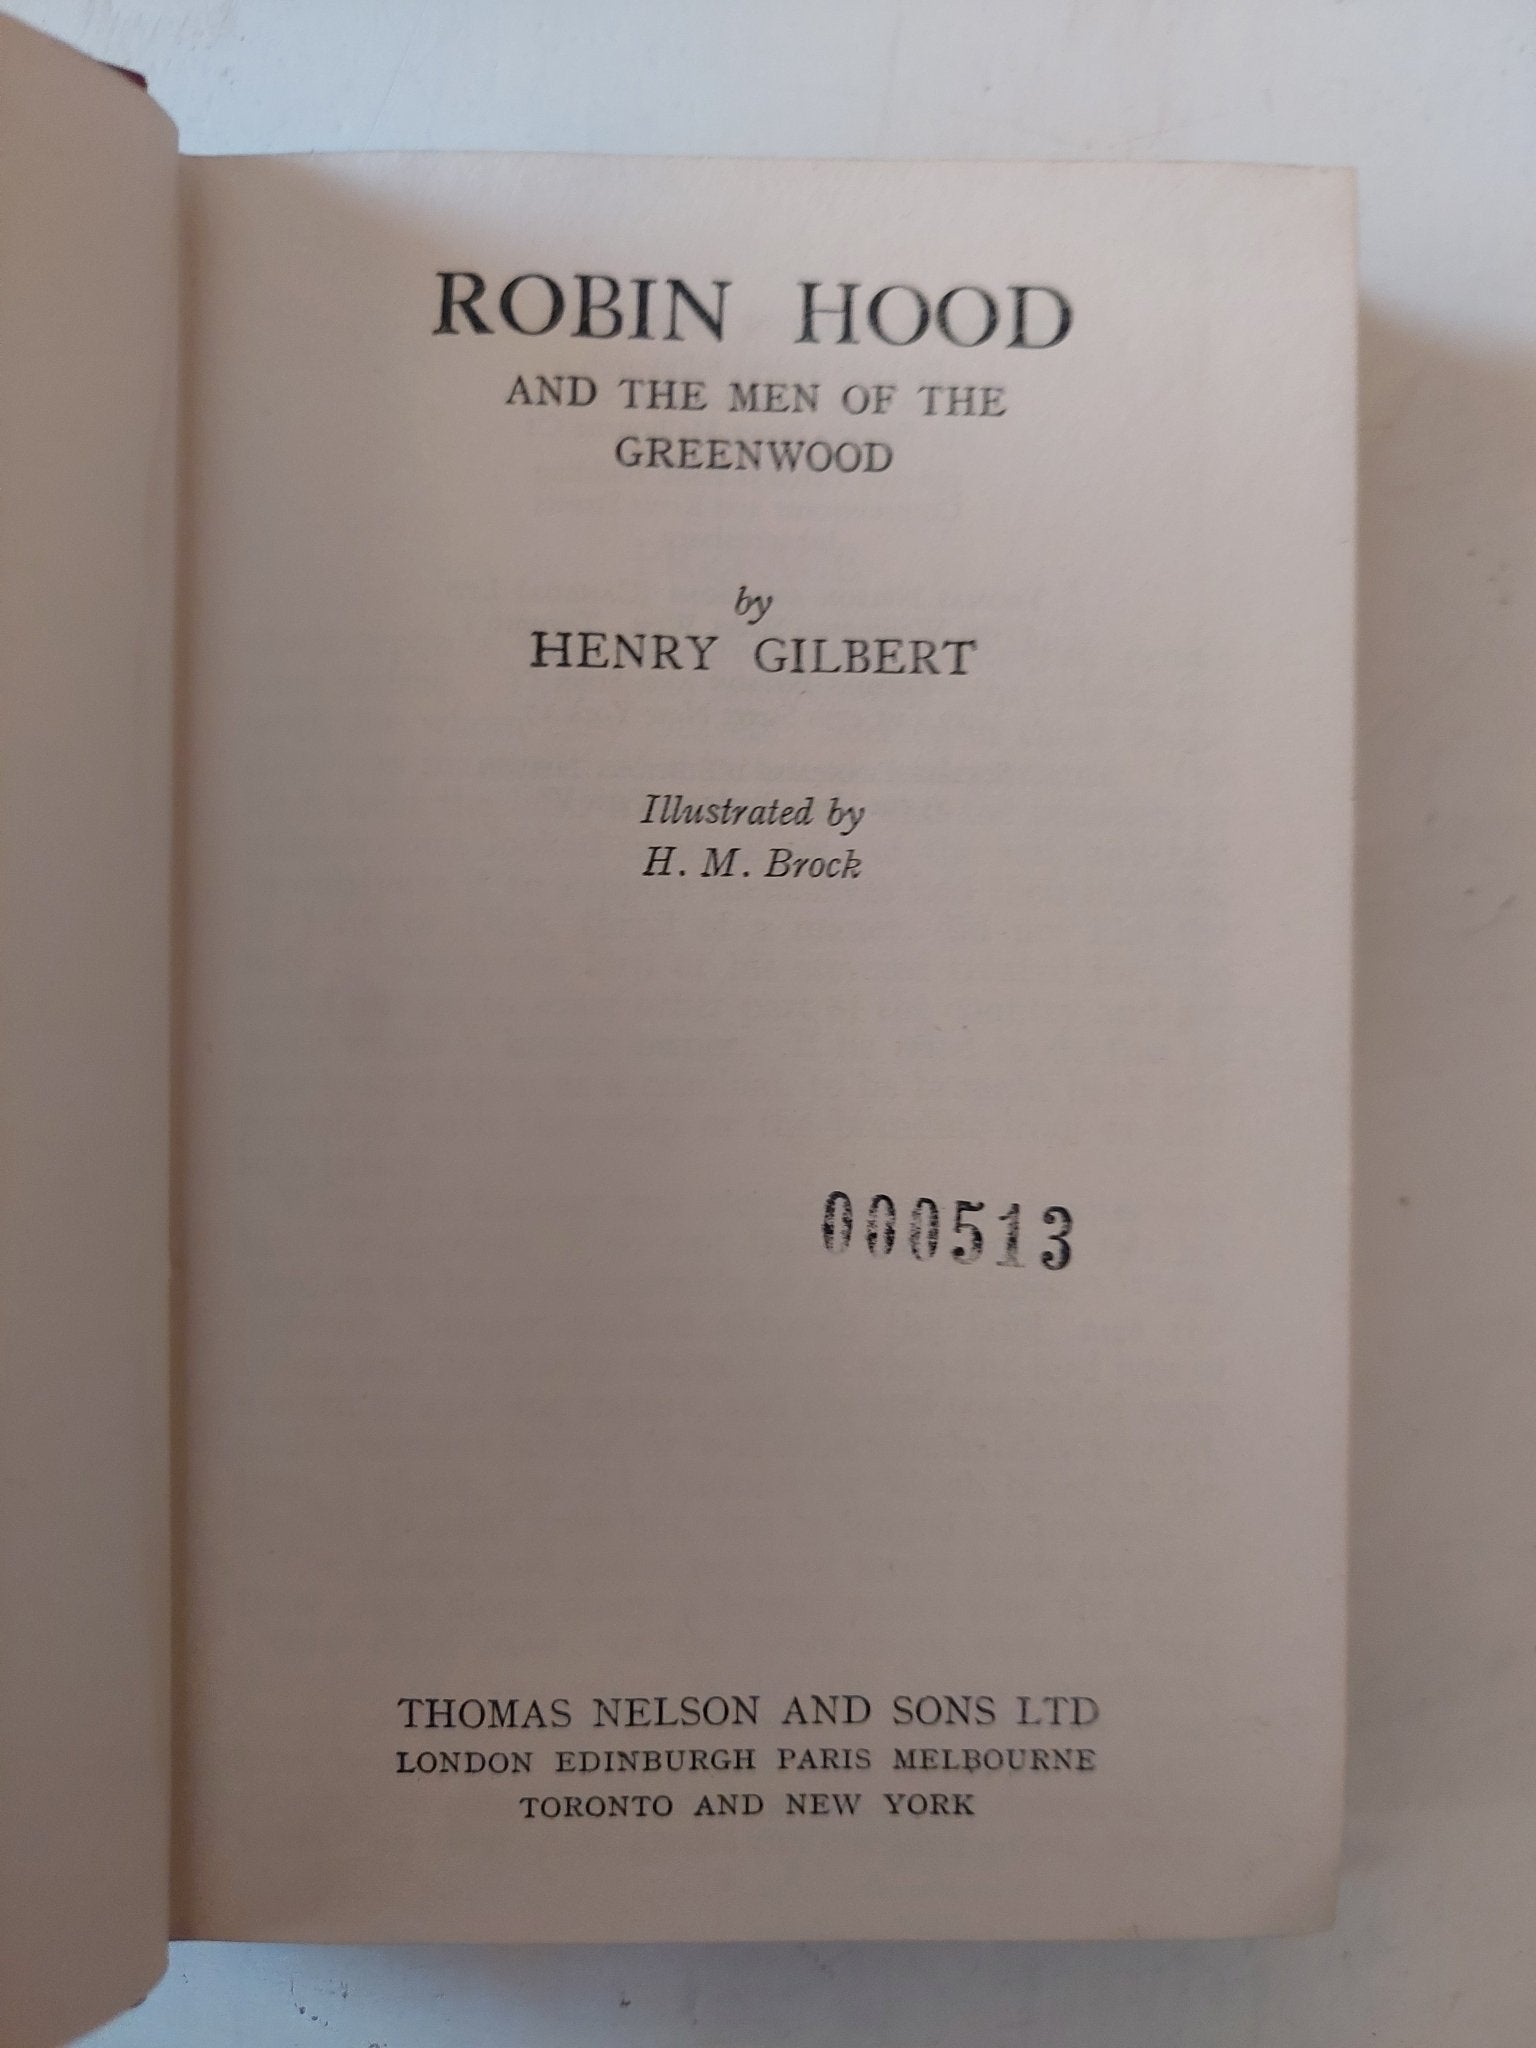 ROBIN HOOD
AND THE MEN OF THE
GREENWOOD
by
HENRY GILBERT
Illustrated by
H. M. Brock
000513
THOMAS NELSON AND SONS LTD
LONDON EDINBURGH PARIS MELBOURNE
TORONTO AND NEW YORK